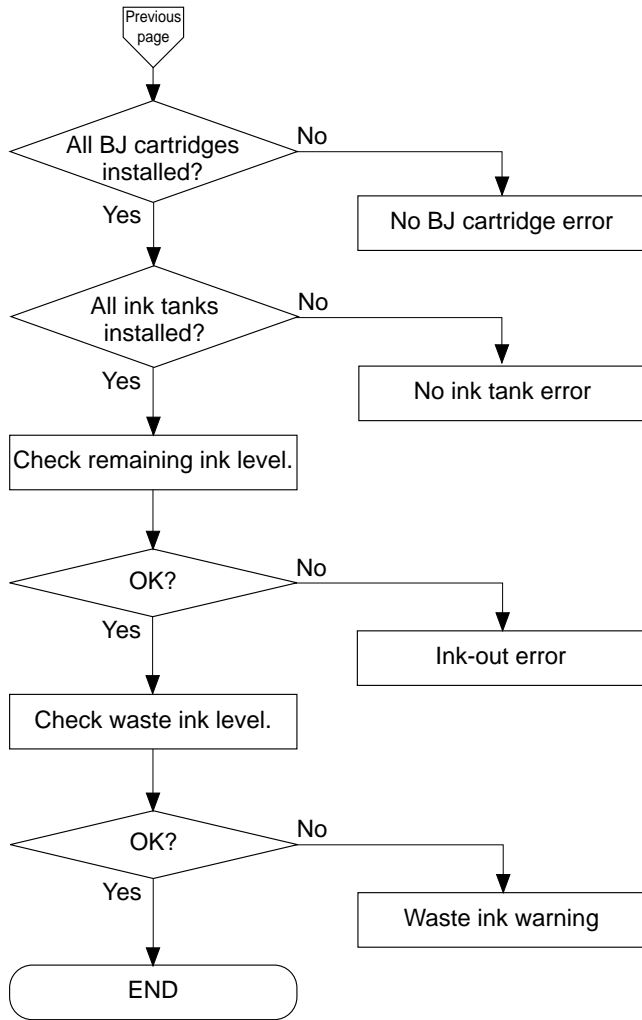 Previous
page
All BJ cartridges
installed?
No
Yes
No BJ cartridge error
All ink tanks
installed?
No
Yes
No ink tank error
Check remaining ink level.
OK?
No
Yes
Ink-out error
Check waste ink level.
OK?
No
Yes
Waste ink warning
END